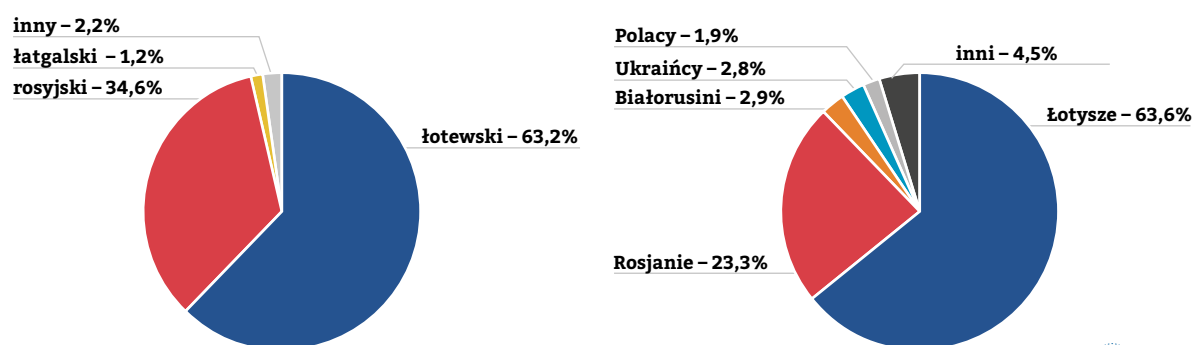 inny – 2,2%
łatgalski – 1,2%
rosyjski – 34,6%
łotewski – 63,2%
Polacy – 1,9%
Ukraińcy – 2,8%
Białorusini – 2,9%
inni – 4,5%
Łotysze – 63,6%
Rosjanie – 23,3%